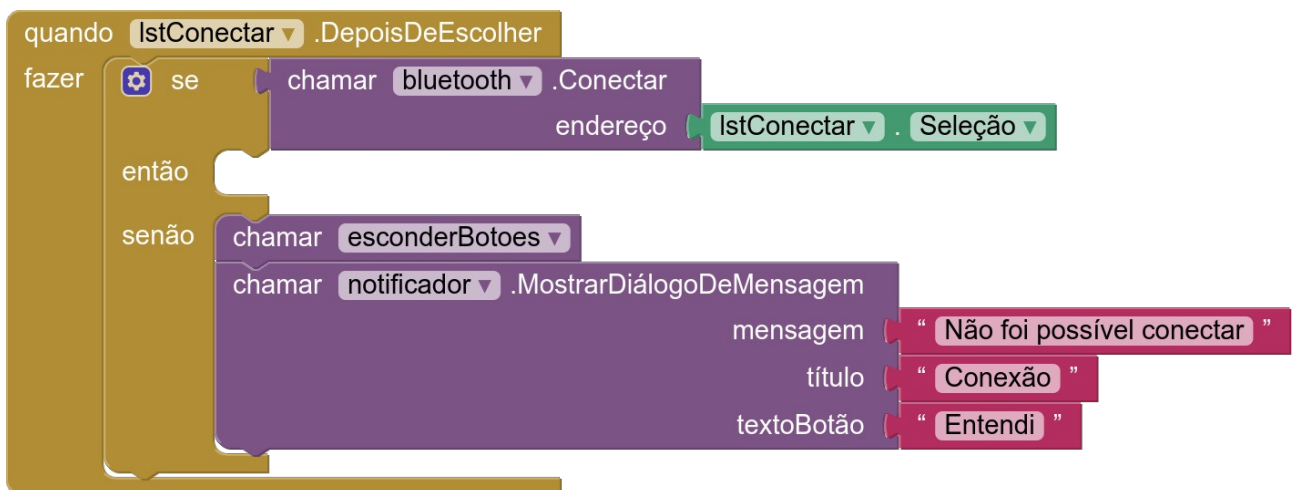 quando lstConectar .DepoisDeEscolher
fazer se chamar bluetooth .Conectar
endereço lstConectar . Seleção
então
senão chamar esconderBotoes
chamar notificador .MostrarDiálogoDeMensagem
mensagem “ Não foi possível conectar ”
título “ Conexão ”
textoBotão “ Entendi ”